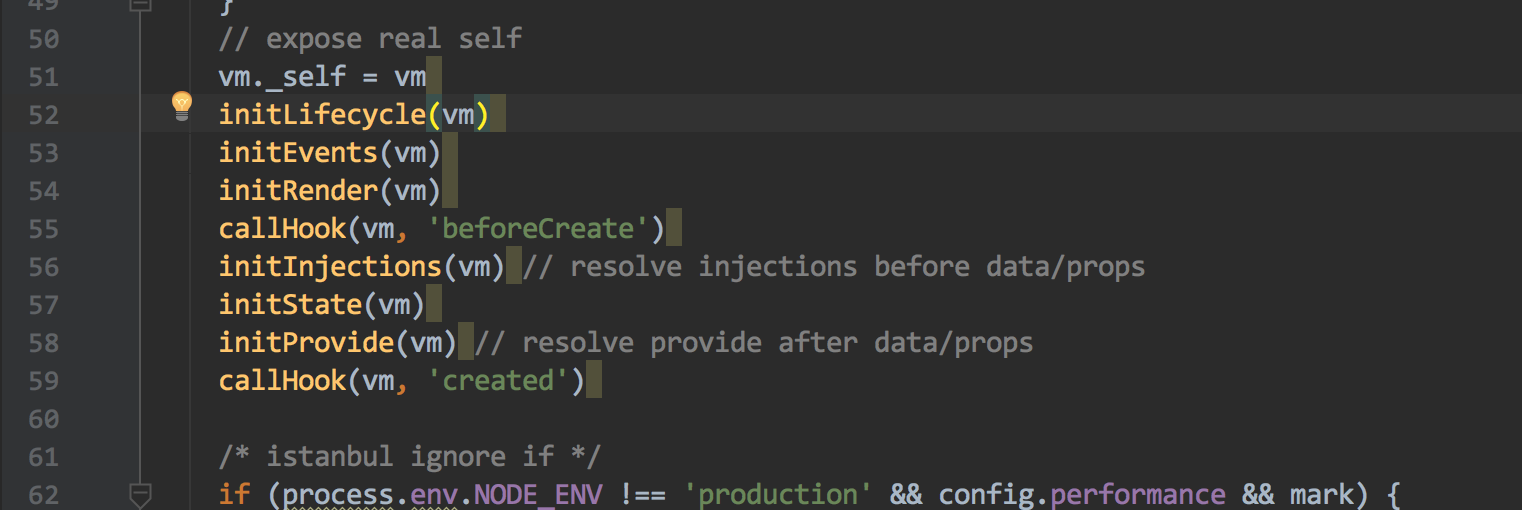 49 }
50 // expose real self
51 vm._self = vm
52 initLifecycle(vm)
53 initEvents(vm)
54 initRender(vm)
55 callHook(vm, 'beforeCreate')
56 initInjections(vm) // resolve injections before data/props
57 initState(vm)
58 initProvide(vm) // resolve provide after data/props
59 callHook(vm, 'created')
60
61 /* istanbul ignore if */
62 if (process.env.NODE_ENV !== 'production' && config.performance && mark) {